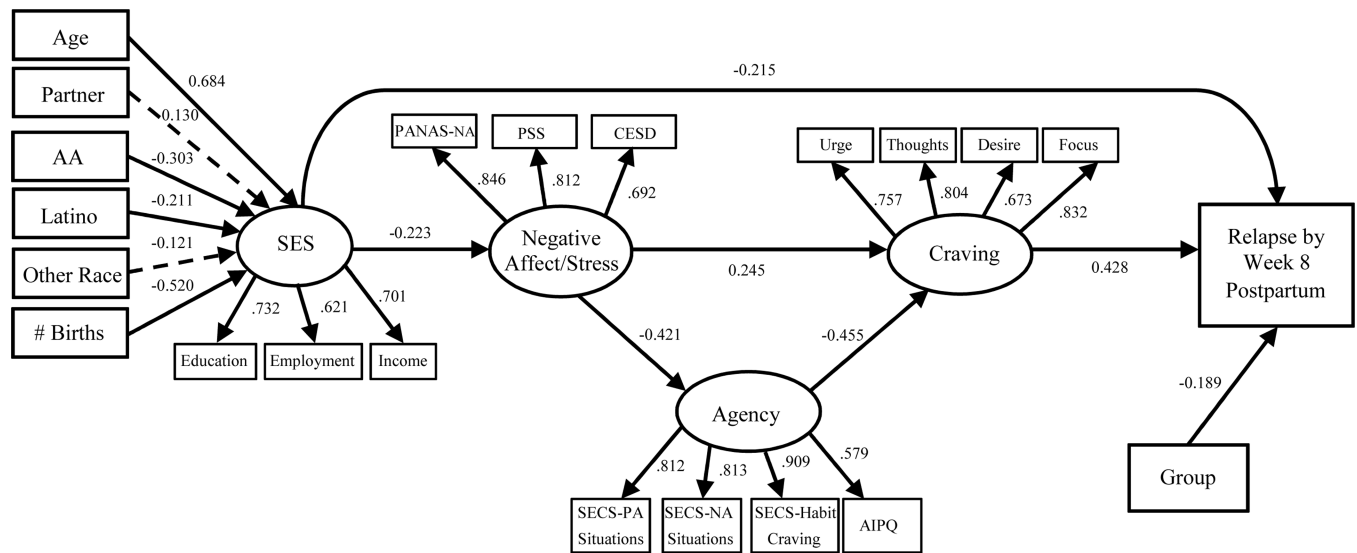 Age
Partner
AA
Latino
Other Race
# Births
0.684
0.130
-0.303
-0.211
-0.121
-0.520
SES
.732
.621
.701
Education
Employment
Income
-0.215
-0.223
PANAS-NA
PSS
CESD
.846
.812
.692
Negative
Affect/Stress
0.245
-0.421
-0.455
Agency
.812
.813
.909
.579
SECS-PA
Situations
SECS-NA
Situations
SECS-Habit
Craving
AIPQ
Urge
Thoughts
Desire
Focus
.757
.804
.673
.832
Craving
0.428
Relapse by
Week 8
Postpartum
-0.189
Group